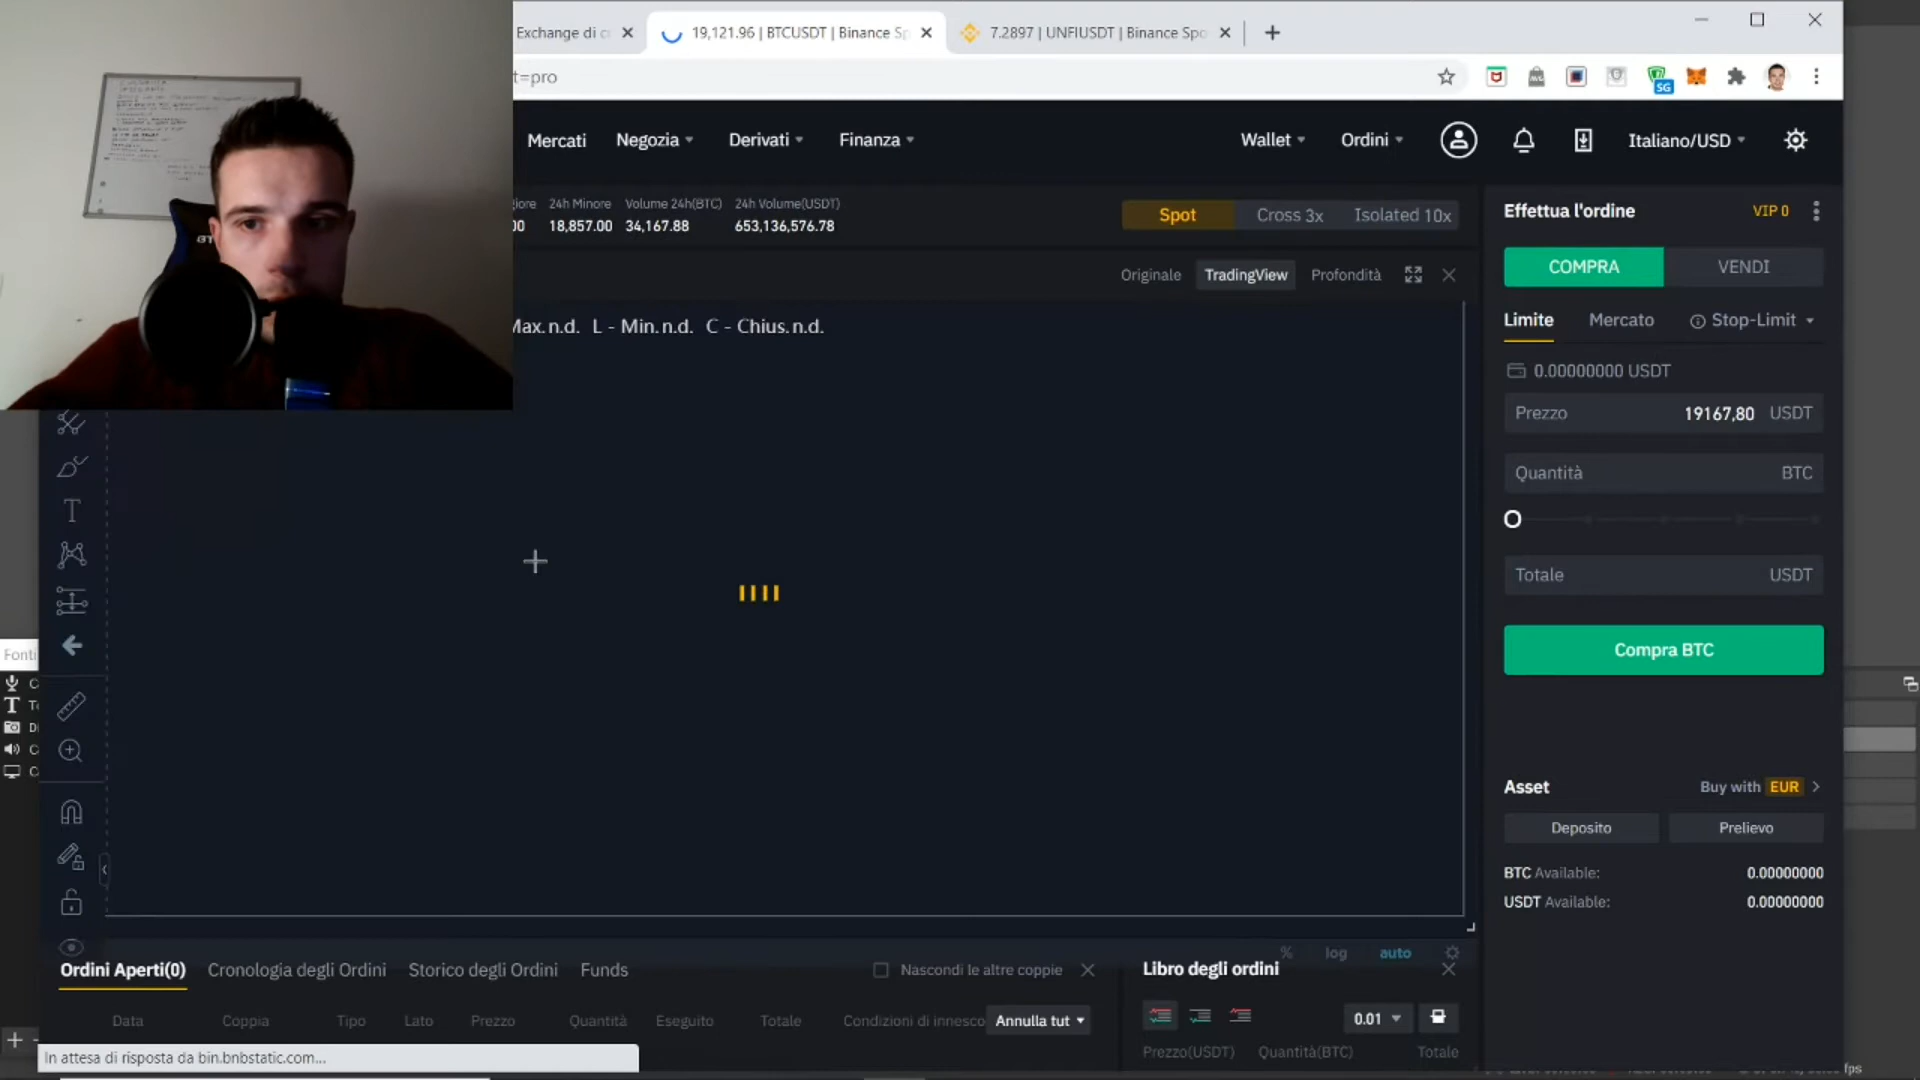 Exchange di c
19,121.96 | BTCUSDT | Binance Sp
7.2897 | UNFIUSDT | Binance Spo
t=pro
SG
Mercati
Negozia
Derivati
Finanza
Wallet
Ordini
Italiano/USD
giore
24h Minore
Volume 24h(BTC)
24h Volume(USDT)
00
18,857.00
34,167.88
653,136,576.78
Spot
Cross 3x
Isolated 10x
Originale
TradingView
Profondità
Max.n.d. L - Min.n.d. C - Chius.n.d.
Effettua l'ordine
VIP 0
COMPRA
VENDI
Limite
Mercato
Stop-Limit
0.00000000 USDT
Prezzo
19167,80
USDT
Quantità
BTC
Totale
USDT
Compra BTC
Asset
Buy with EUR
Deposito
Prelievo
BTC Available:
0.00000000
USDT Available:
0.00000000
Fonti
% log auto
Ordini Aperti(0)
Cronologia degli Ordini
Storico degli Ordini
Funds
Nascondi le altre coppie
Libro degli ordini
Data
Coppia
Tipo
Lato
Prezzo
Quantità
Eseguito
Totale
Condizioni di innesco
Annulla tut
0.01
Prezzo(USDT)
Quantità(BTC)
Totale
In attesa di risposta da bin.bnbstatic.com...
fps